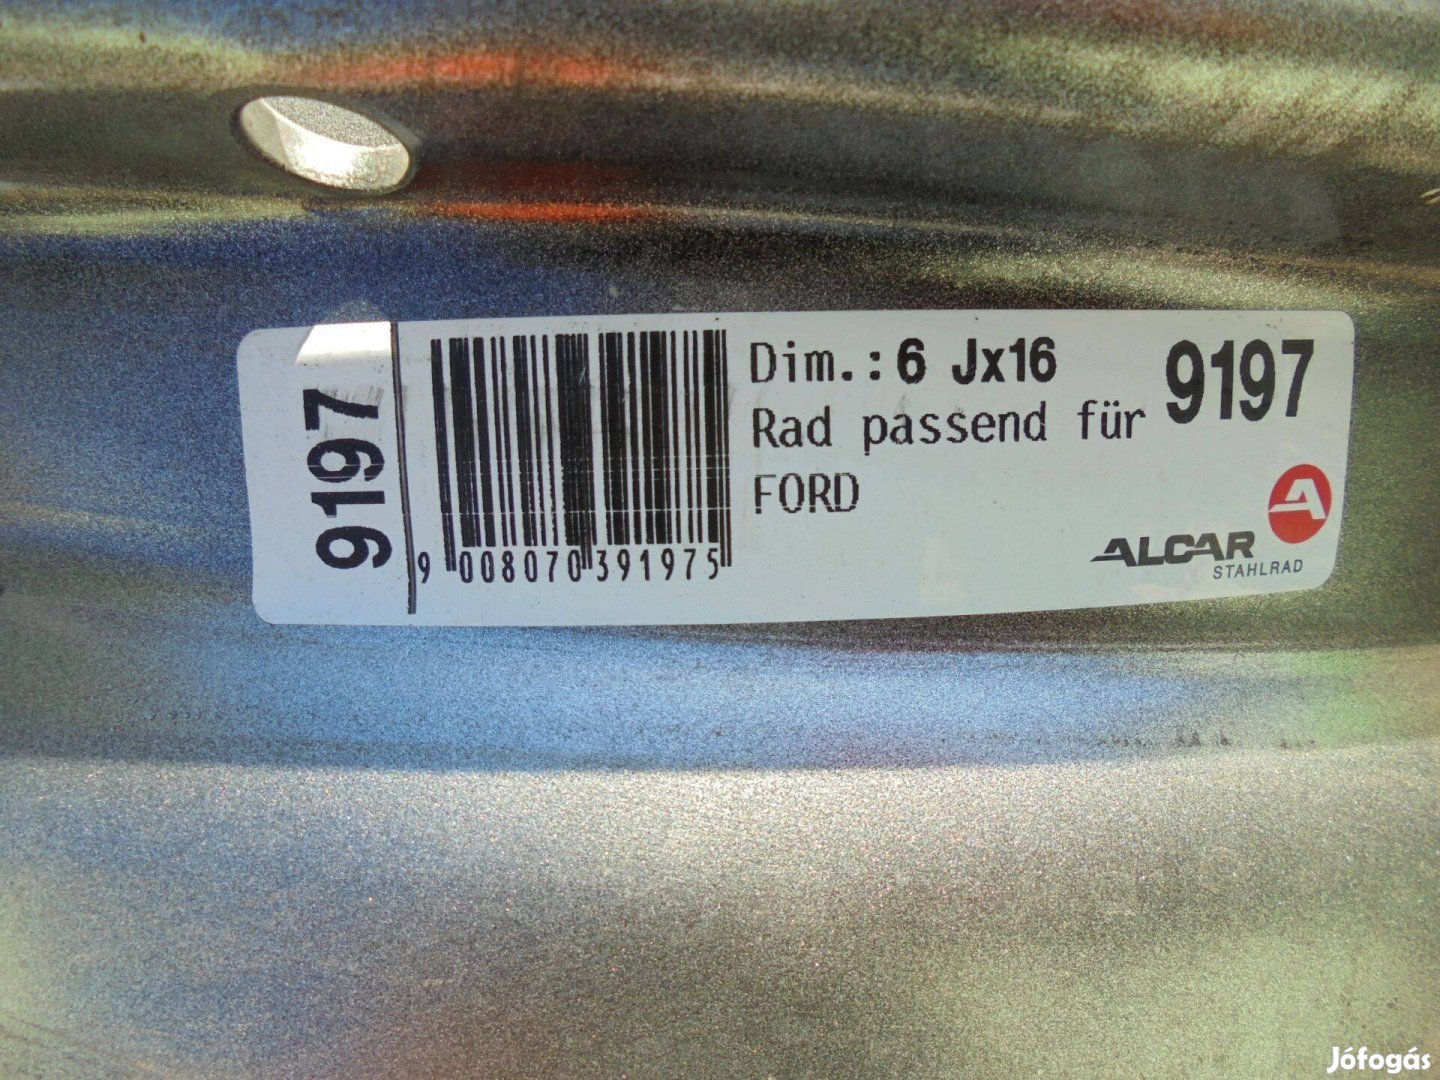 9197
9 008070 391975
Dim.: 6 Jx16
Rad passend für
FORD
9197
A
ALCAR
STAHLRAD
Jófogás